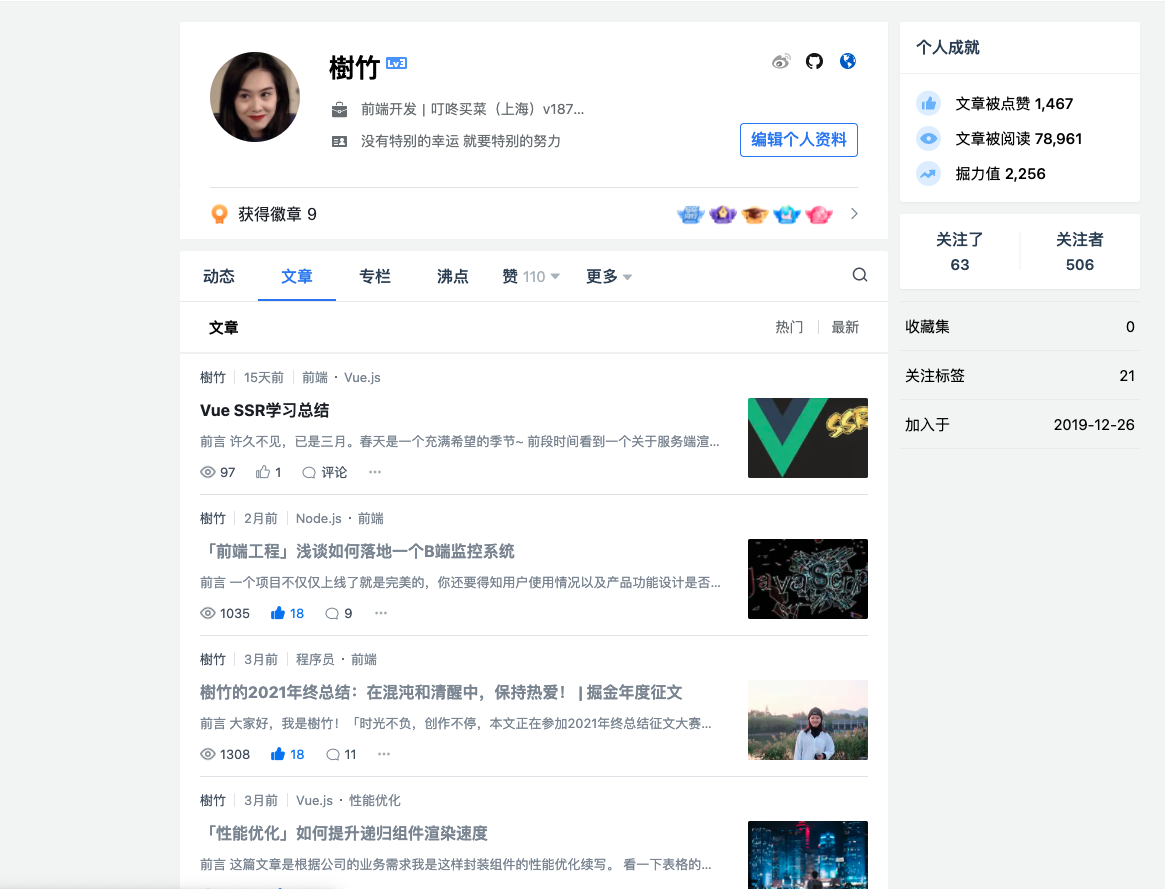 樹竹 Lv3
前端开发 | 叮咚买菜（上海）v187...
没有特别的幸运 就要特别的努力
编辑个人资料
获得徽章 9
动态 文章 专栏 沸点 赞 110 更多
文章 热门 最新
樹竹 15天前 前端 · Vue.js
Vue SSR学习总结
前言 许久不见，已是三月。春天是一个充满希望的季节~ 前段时间看到一个关于服务端渲...
97 1 评论 ...
SSR
樹竹 2月前 Node.js · 前端
「前端工程」浅谈如何落地一个B端监控系统
前言 一个项目不仅仅上线了就是完美的，你还要得知用户使用情况以及产品功能设计是否...
1035 18 9 ...
JavaScrip
樹竹 3月前 程序员 · 前端
樹竹的2021年终总结：在混沌和清醒中，保持热爱！ | 掘金年度征文
前言 大家好，我是樹竹！「时光不负，创作不停，本文正在参加2021年终总结征文大赛...
1308 18 11 ...
樹竹 3月前 Vue.js · 性能优化
「性能优化」如何提升递归组件渲染速度
前言 这篇文章是根据公司的业务需求我是这样封装组件的性能优化续写。 看一下表格的...
个人成就
文章被点赞 1,467
文章被阅读 78,961
掘力值 2,256
关注了 关注者
63 506
收藏集 0
关注标签 21
加入于 2019-12-26